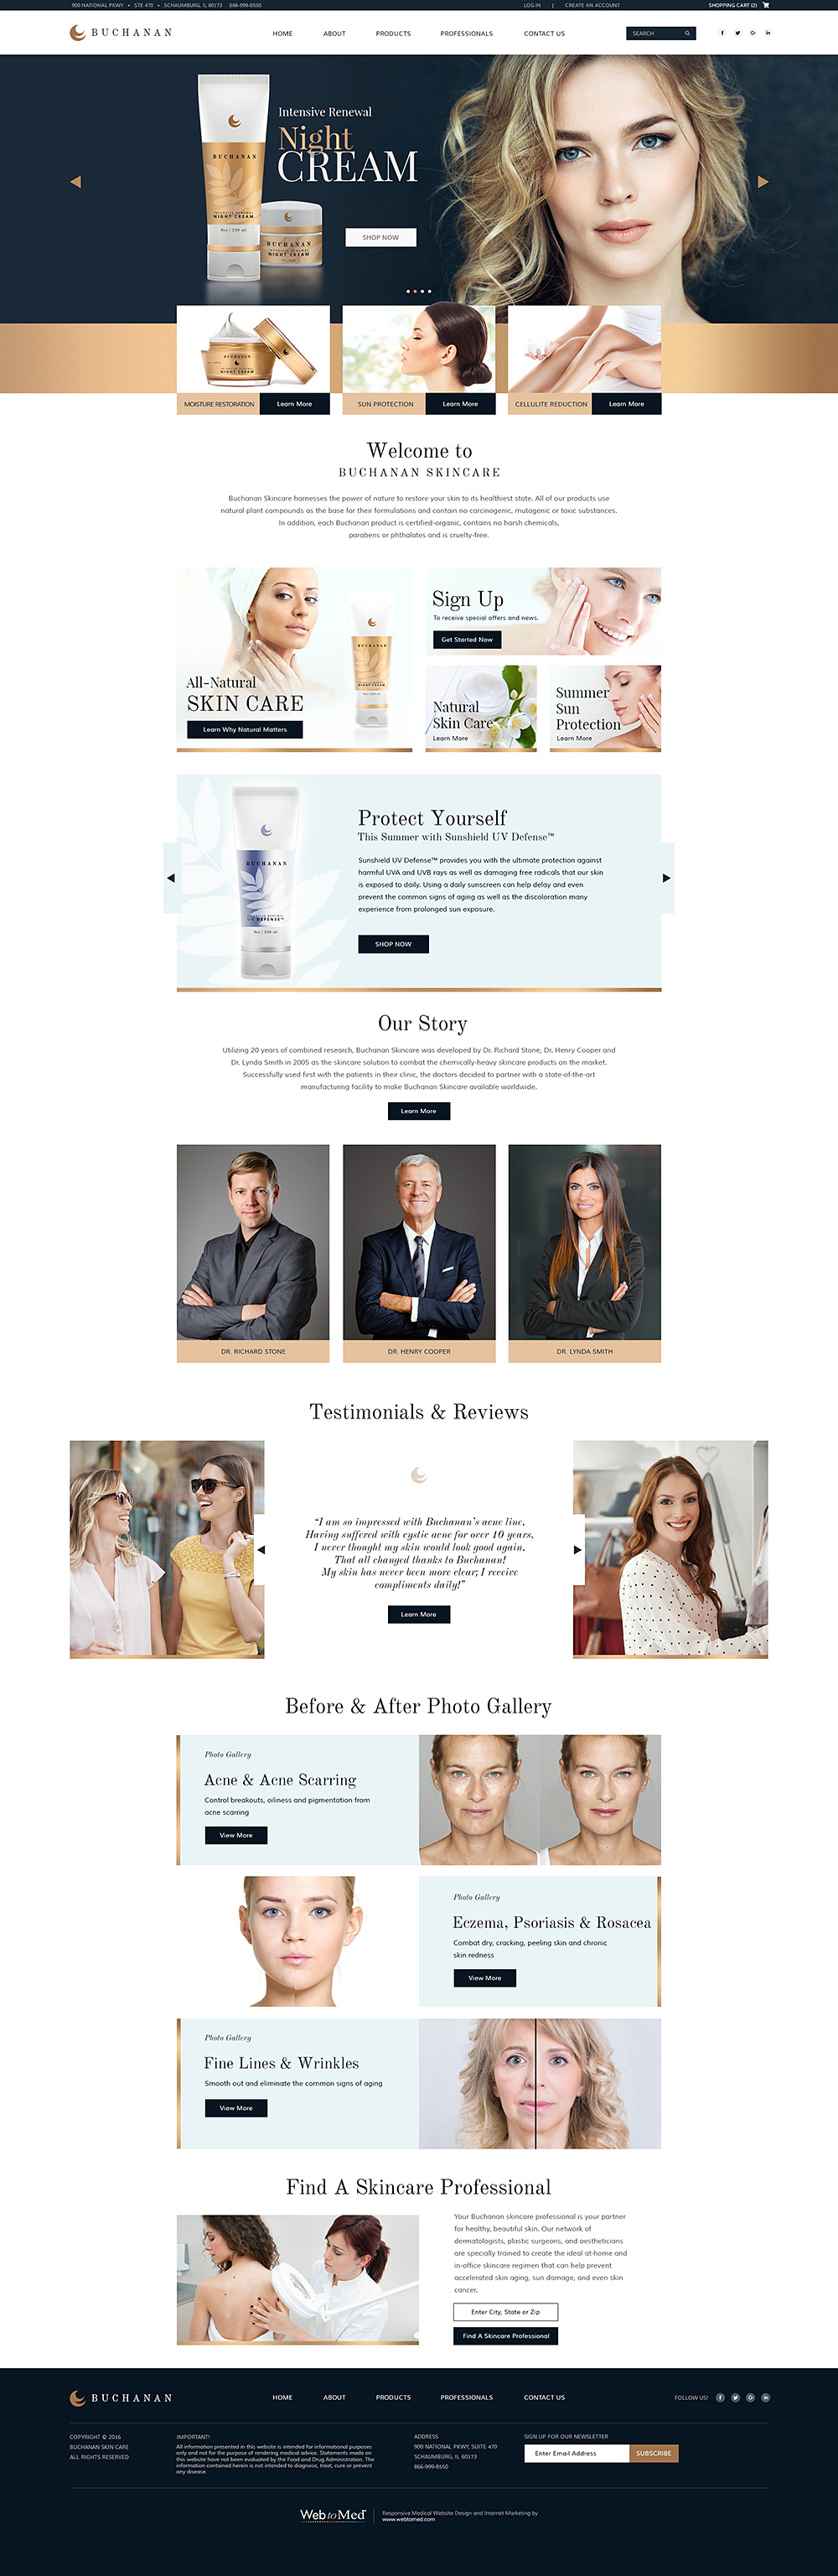 900 NATIONAL PKWY • STE 470 • SCHAUMBURG, IL 60173 866-999-8550
LOG IN | CREATE AN ACCOUNT
SHOPPING CART (2)
BUCHANAN
HOME ABOUT PRODUCTS PROFESSIONALS CONTACT US
SEARCH
Intensive Renewal
Night
CREAM
SHOP NOW
BUCHANAN
INTENSIVE RENEWAL
NIGHT CREAM
8oz | 236 ml
BUCHANAN
INTENSIVE RENEWAL
NIGHT CREAM
MOISTURE RESTORATION Learn More
SUN PROTECTION Learn More
CELLULITE REDUCTION Learn More
Welcome to
BUCHANAN SKINCARE
Buchanan Skincare harnesses the power of nature to restore your skin to its healthiest state. All of our products use
natural plant compounds as the base for their formulations and contain no carcinogenic, mutagenic or toxic substances.
In addition, each Buchanan product is certified-organic, contains no harsh chemicals,
parabens or phthalates and is cruelty-free.
All-Natural
SKIN CARE
Learn Why Natural Matters
BUCHANAN
NIGHT CREAM
Sign Up
To receive special offers and news.
Get Started Now
Natural
Skin Care
Learn More
Summer
Sun
Protection
Learn More
BUCHANAN
UV DEFENSE™
Protect Yourself
This Summer with Sunshield UV Defense™
Sunshield UV Defense™ provides you with the ultimate protection against
harmful UVA and UVB rays as well as damaging free radicals that our skin
is exposed to daily. Using a daily sunscreen can help delay and even
prevent the common signs of aging as well as the discoloration many
experience from prolonged sun exposure.
SHOP NOW
Our Story
Utilizing 20 years of combined research, Buchanan Skincare was developed by Dr. Richard Stone, Dr. Henry Cooper and
Dr. Lynda Smith in 2005 as the skincare solution to combat the chemically-heavy skincare products on the market.
Successfully used first with the patients in their clinic, the doctors decided to partner with a state-of-the-art
manufacturing facility to make Buchanan Skincare available worldwide.
Learn More
DR. RICHARD STONE
DR. HENRY COOPER
DR. LYNDA SMITH
Testimonials & Reviews
“I am so impressed with Buchanan’s acne line.
Having suffered with cystic acne for over 10 years,
I never thought my skin would look good again.
That all changed thanks to Buchanan!
My skin has never been more clear; I receive
compliments daily!”
Learn More
Before & After Photo Gallery
Photo Gallery
Acne & Acne Scarring
Control breakouts, oiliness and pigmentation from
acne scarring
View More
Photo Gallery
Eczema, Psoriasis & Rosacea
Combat dry, cracking, peeling skin and chronic
skin redness
View More
Photo Gallery
Fine Lines & Wrinkles
Smooth out and eliminate the common signs of aging
View More
Find A Skincare Professional
Your Buchanan skincare professional is your partner
for healthy, beautiful skin. Our network of
dermatologists, plastic surgeons, and aestheticians
are specially trained to create the ideal at-home and
in-office skincare regimen that can help prevent
accelerated skin aging, sun damage, and even skin
cancer.
Enter City, State or Zip
Find A Skincare Professional
BUCHANAN
HOME ABOUT PRODUCTS PROFESSIONALS CONTACT US
FOLLOW US!
COPYRIGHT © 2016
BUCHANAN SKIN CARE
ALL RIGHTS RESERVED
IMPORTANT!
All information presented in this website is intended for informational purposes
only and not for the purpose of rendering medical advice. Statements made on
this website have not been evaluated by the Food and Drug Administration. The
information contained herein is not intended to diagnose, treat, cure or prevent
any disease.
ADDRESS
900 NATIONAL PKWY, SUITE 470
SCHAUMBURG, IL 60173
866-999-8550
SIGN UP FOR OUR NEWSLETTER
Enter Email Address SUBSCRIBE
Web to Med
Responsive Medical Website Design and Internet Marketing by
www.webtomed.com